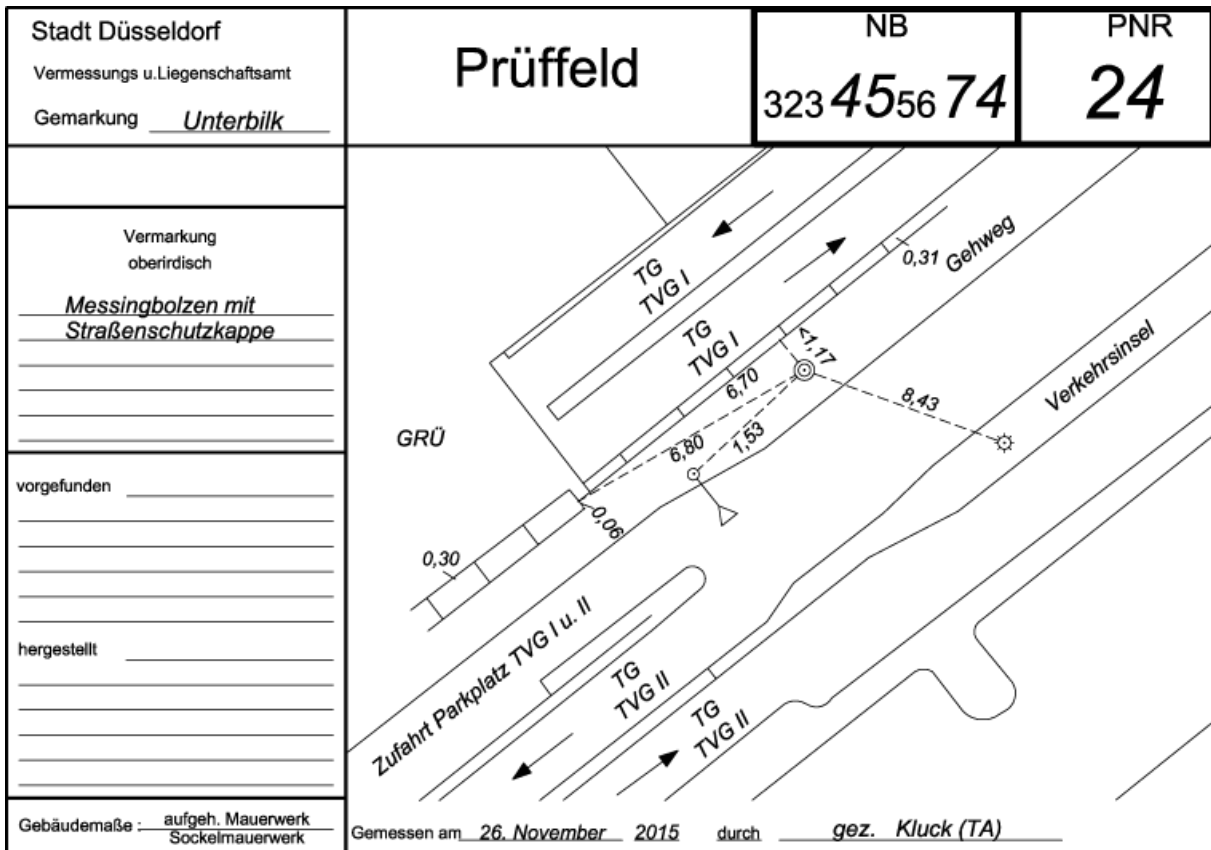 Stadt Düsseldorf
Vermessungs u.Liegenschaftsamt
Gemarkung Unterbilk
Prüffeld
NB
323 45 56 74
PNR
24
Vermarkung
oberirdisch
Messingbolzen mit
Straßenschutzkappe
vorgefunden
hergestellt
Gebäudemaße : aufgeh. Mauerwerk
Sockelmauerwerk
TG
TVG I
TG
TVG I
0,31
Gehweg
<1,17
6,70
8,43
Verkehrsinsel
GRÜ
6,80
1,53
0,06
0,30
Zufahrt Parkplatz TVG I u. II
TG
TVG II
TG
TVG II
Gemessen am 26. November 2015 durch gez. Kluck (TA)